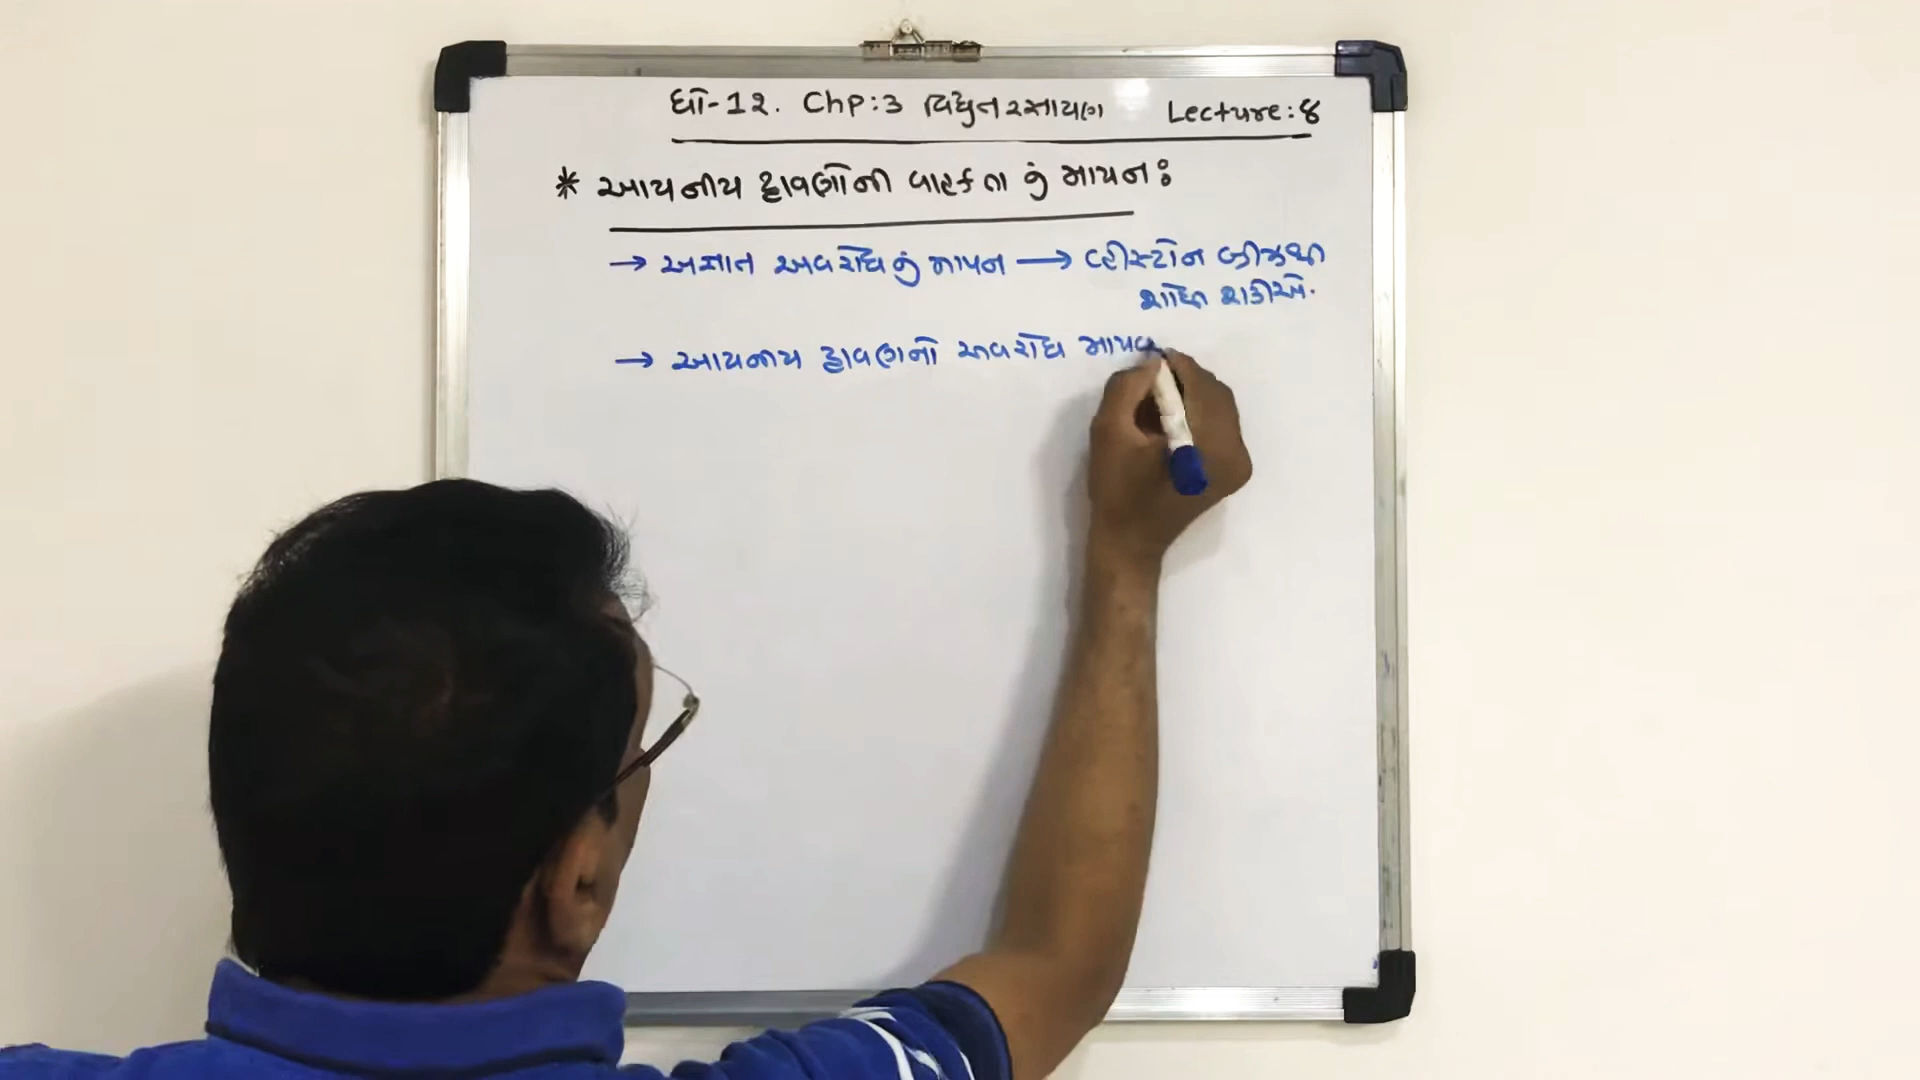 ધો-12. Chp:3 વિદ્યુતરસાયણ Lecture:8
* આયનીય દ્રાવણોની વાહકતા નું માપન:
→ અજ્ઞાત અવરોધનું માપન → વ્હીસ્ટોન બ્રીજથી
શોધી શકીએ.
→ આયનીય દ્રાવણનો અવરોધ માપવ